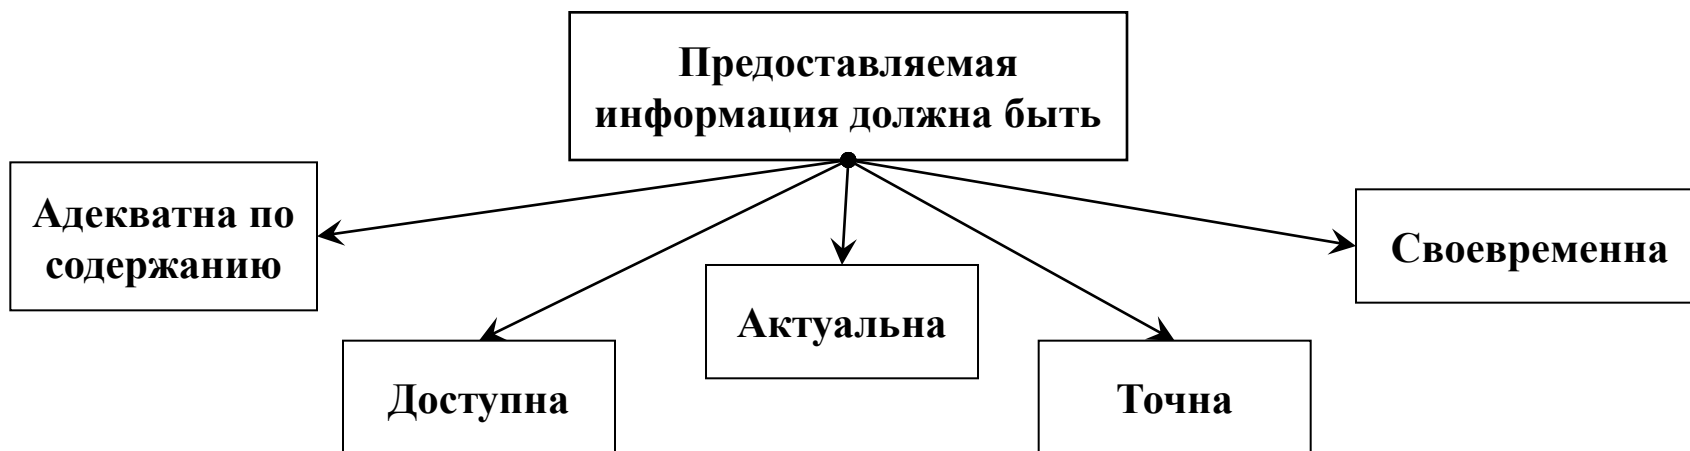 Предоставляемая
информация должна быть
Адекватна по
содержанию
Доступна
Актуальна
Точна
Своевременна